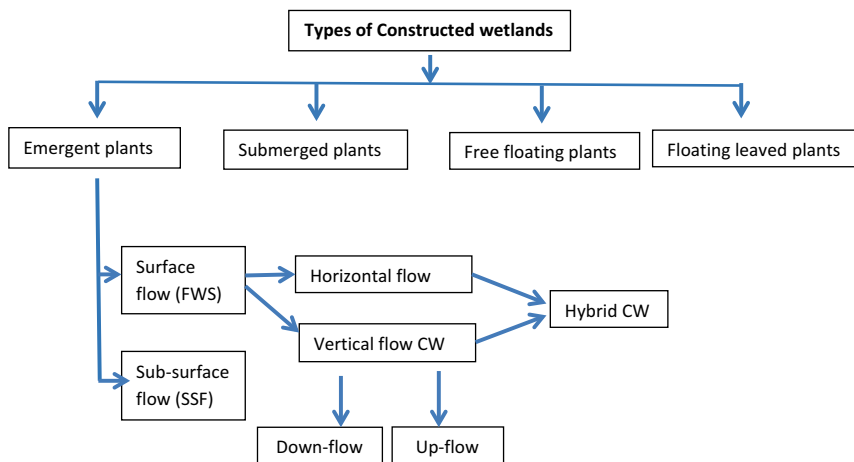 Types of Constructed wetlands
Emergent plants
Submerged plants
Free floating plants
Floating leaved plants
Surface
flow (FWS)
Horizontal flow
Hybrid CW
Vertical flow CW
Sub-surface
flow (SSF)
Down-flow
Up-flow